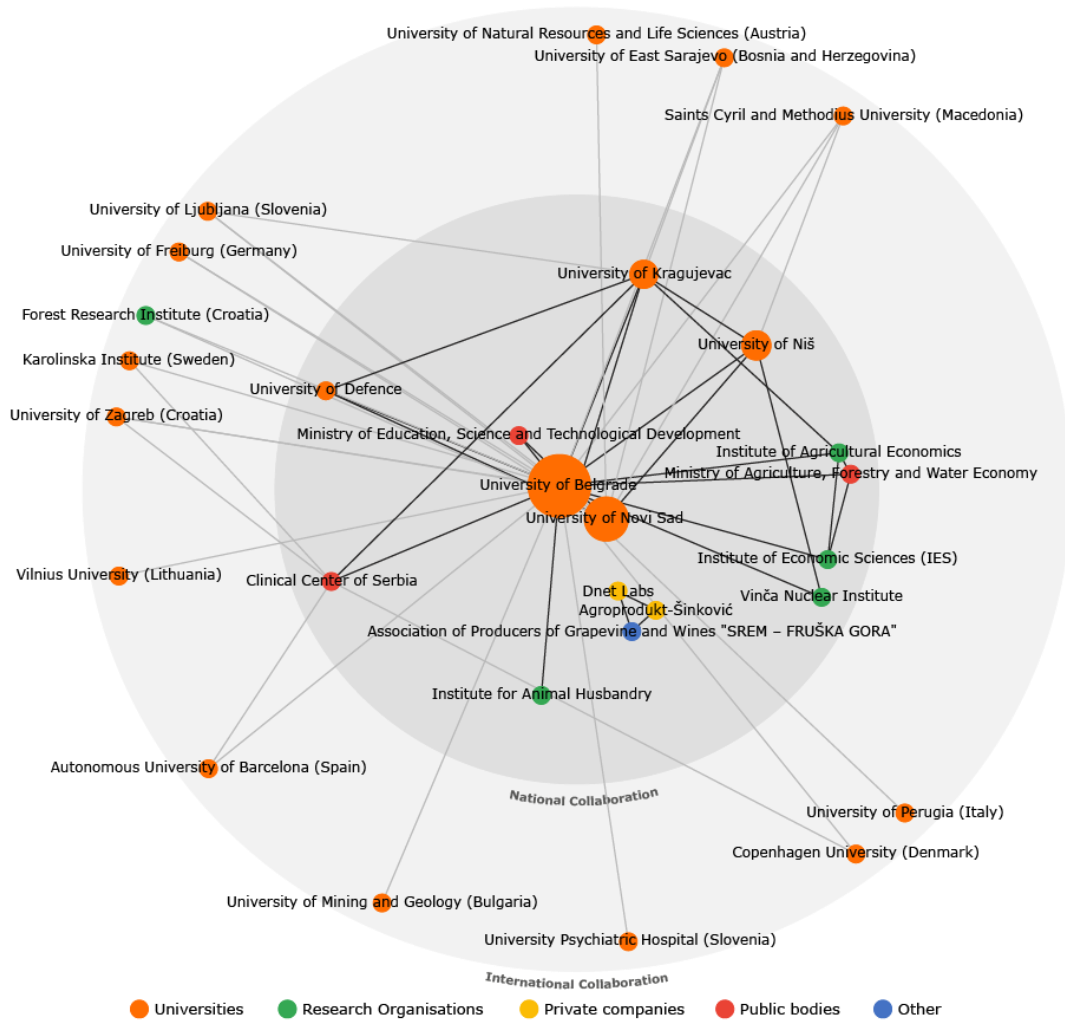 University of Natural Resources and Life Sciences (Austria)
University of East Sarajevo (Bosnia and Herzegovina)
Saints Cyril and Methodius University (Macedonia)
University of Ljubljana (Slovenia)
University of Freiburg (Germany)
University of Kragujevac
Forest Research Institute (Croatia)
University of Niš
Karolinska Institute (Sweden)
University of Defence
University of Zagreb (Croatia)
Ministry of Education, Science and Technological Development
Institute of Agricultural Economics
Ministry of Agriculture, Forestry and Water Economy
University of Belgrade
University of Novi Sad
Institute of Economic Sciences (IES)
Vilnius University (Lithuania)
Clinical Center of Serbia
Dnet Labs
Vinča Nuclear Institute
Agroprodukt-Šinković
Association of Producers of Grapevine and Wines "SREM – FRUŠKA GORA"
Institute for Animal Husbandry
Autonomous University of Barcelona (Spain)
National Collaboration
University of Perugia (Italy)
Copenhagen University (Denmark)
University of Mining and Geology (Bulgaria)
University Psychiatric Hospital (Slovenia)
International Collaboration
Universities
Research Organisations
Private companies
Public bodies
Other